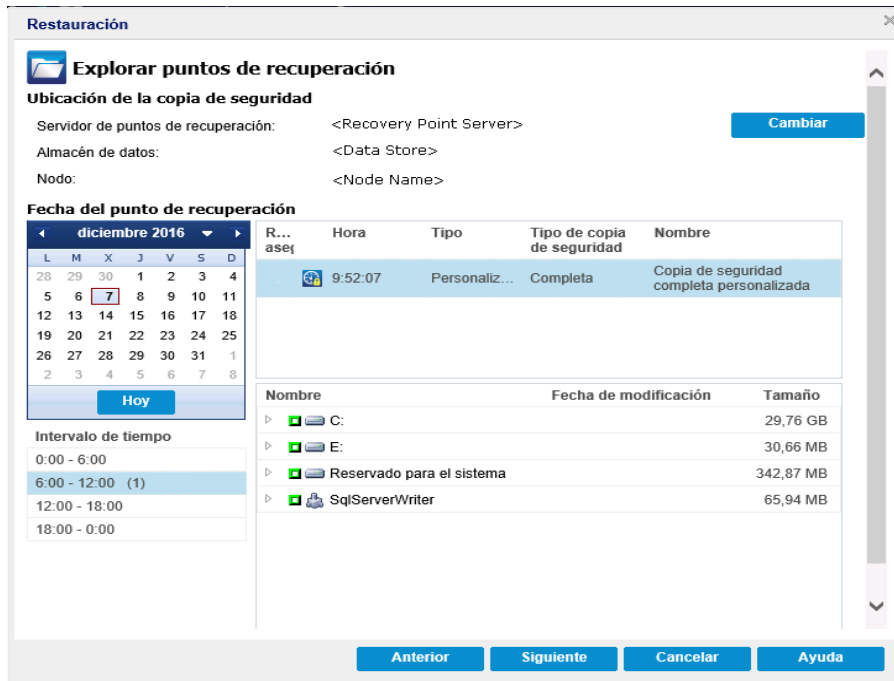 Restauración
Explorar puntos de recuperación
Ubicación de la copia de seguridad
Servidor de puntos de recuperación: <Recovery Point Server> Cambiar
Almacén de datos: <Data Store>
Nodo: <Node Name>
Fecha del punto de recuperación
diciembre 2016
L M X J V S D
28 29 30 1 2 3 4
5 6 7 8 9 10 11
12 13 14 15 16 17 18
19 20 21 22 23 24 25
26 27 28 29 30 31 1
2 3 4 5 6 7 8
Hoy
Intervalo de tiempo
0:00 - 6:00
6:00 - 12:00 (1)
12:00 - 18:00
18:00 - 0:00
R... Hora Tipo Tipo de copia Nombre
de seguridad
9:52:07 Personaliz... Completa Copia de seguridad
completa personalizada
Nombre Fecha de modificación Tamaño
C: 29,76 GB
E: 30,66 MB
Reservado para el sistema 342,87 MB
SqlServerWriter 65,94 MB
Anterior Siguiente Cancelar Ayuda